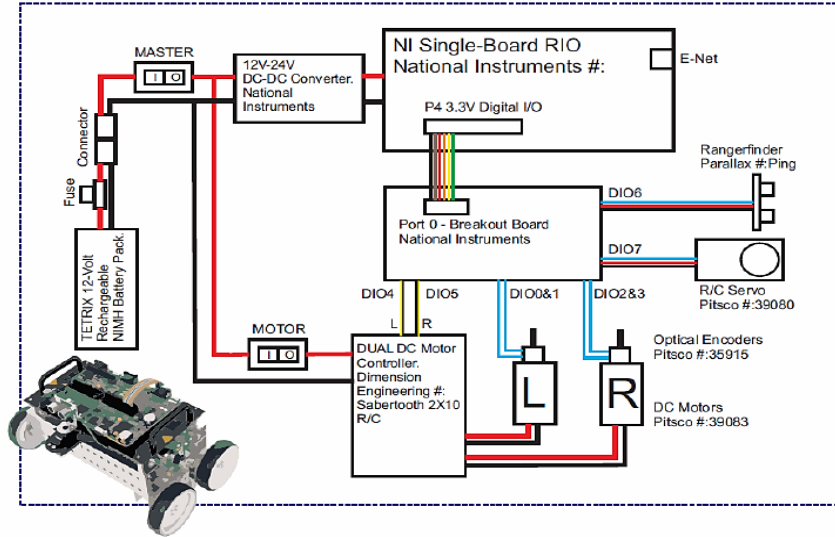 MASTER
I O
12V-24V
DC-DC Converter.
National
Instruments
NI Single-Board RIO
National Instruments #:
E-Net
P4 3.3V Digital I/O
Connector
Fuse
TETRIX 12-Volt
Rechargeable
NIMH Battery Pack.
Port 0 - Breakout Board
National Instruments
Rangerfinder
Parallax #:Ping
DIO6
DIO7
R/C Servo
Pitsco #:39080
DIO4
DIO5
DIO0&1
DIO2&3
L
R
MOTOR
I O
DUAL DC Motor
Controller.
Dimension
Engineering #:
Sabertooth 2X10
R/C
Optical Encoders
Pitsco #:35915
L
R
DC Motors
Pitsco #:39083